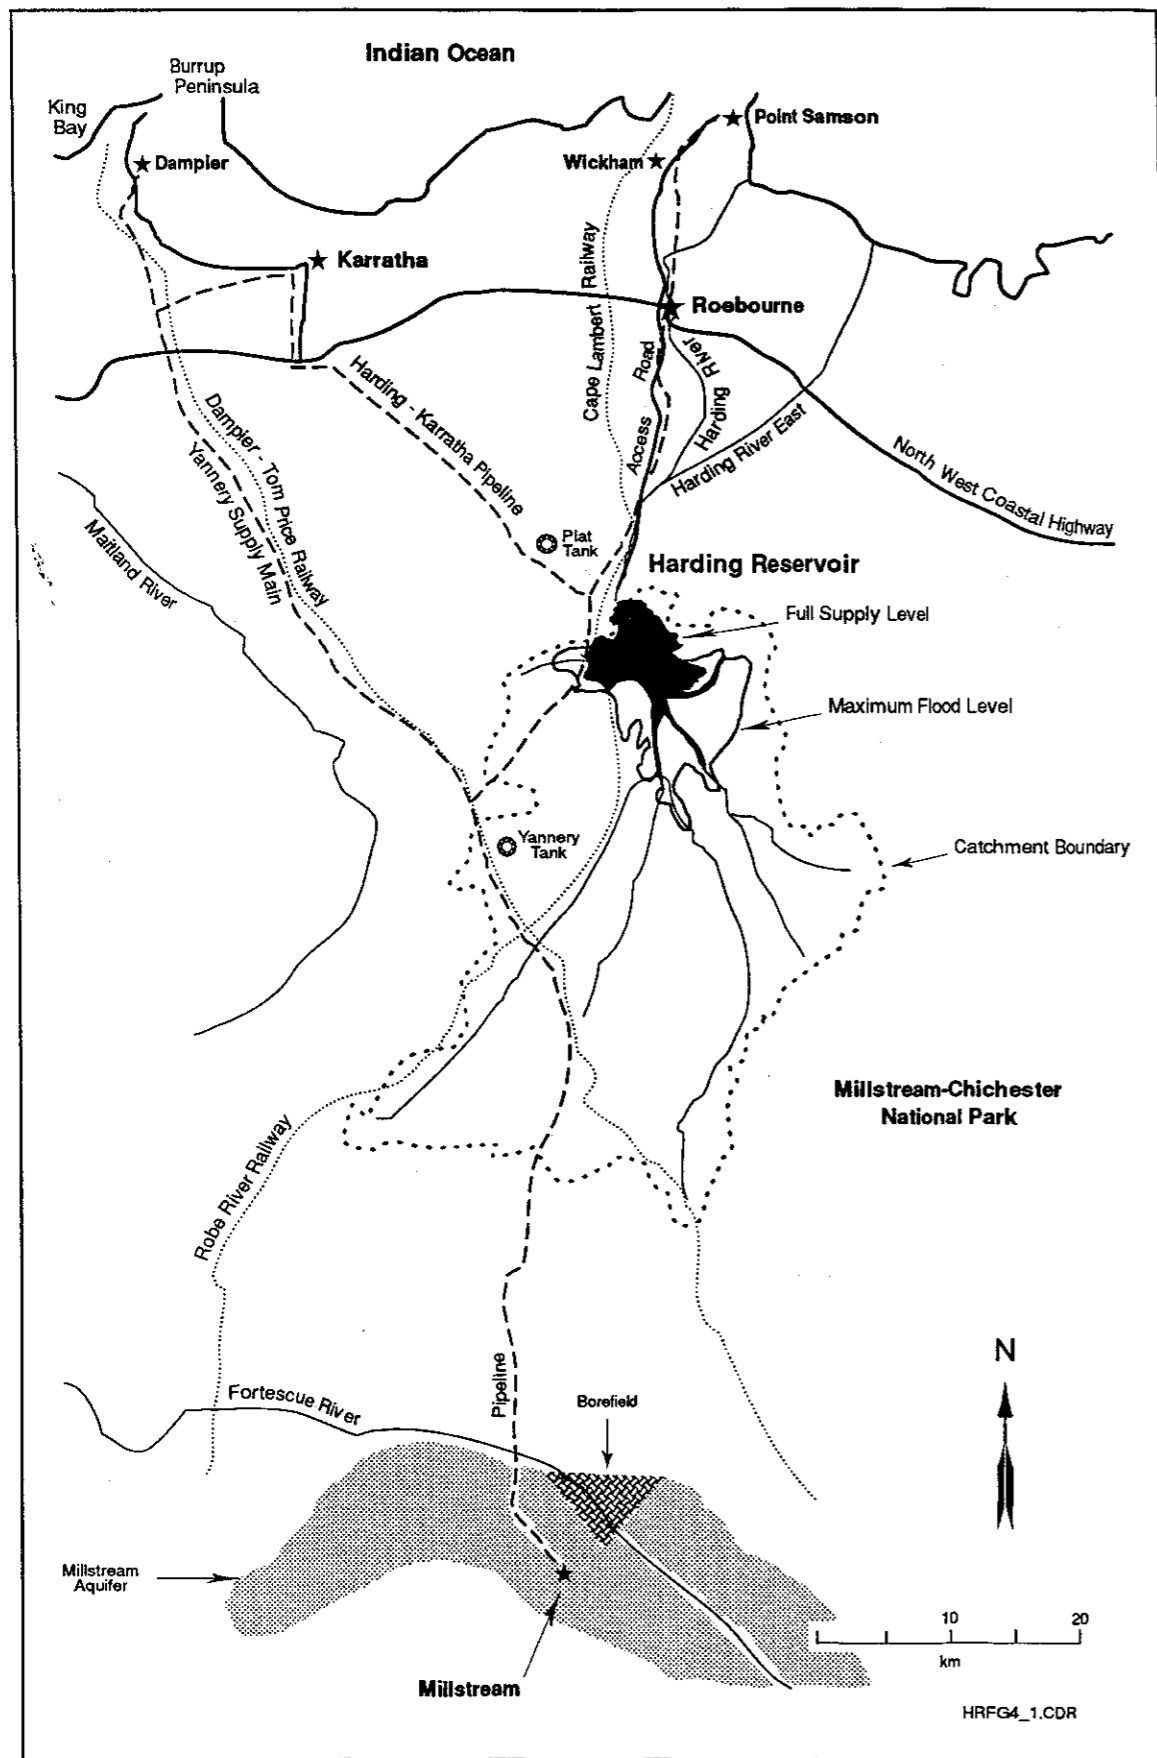 Indian Ocean
Burrup
Peninsula
King
Bay
Point Samson
Wickham
Dampier
Karratha
Roebourne
Cape Lambert Railway
Access Road
Harding River
Harding River East
North West Coastal Highway
Harding - Karratha Pipeline
Dampier - Tom Price Railway
Yannery Supply Main
Maitland River
Plat
Tank
Harding Reservoir
Full Supply Level
Maximum Flood Level
Yannery
Tank
Catchment Boundary
Millstream-Chichester
National Park
Robe River Railway
N
Pipeline
Fortescue River
Borefield
Millstream
Aquifer
10 20
km
Millstream
HRFG4_1.CDR